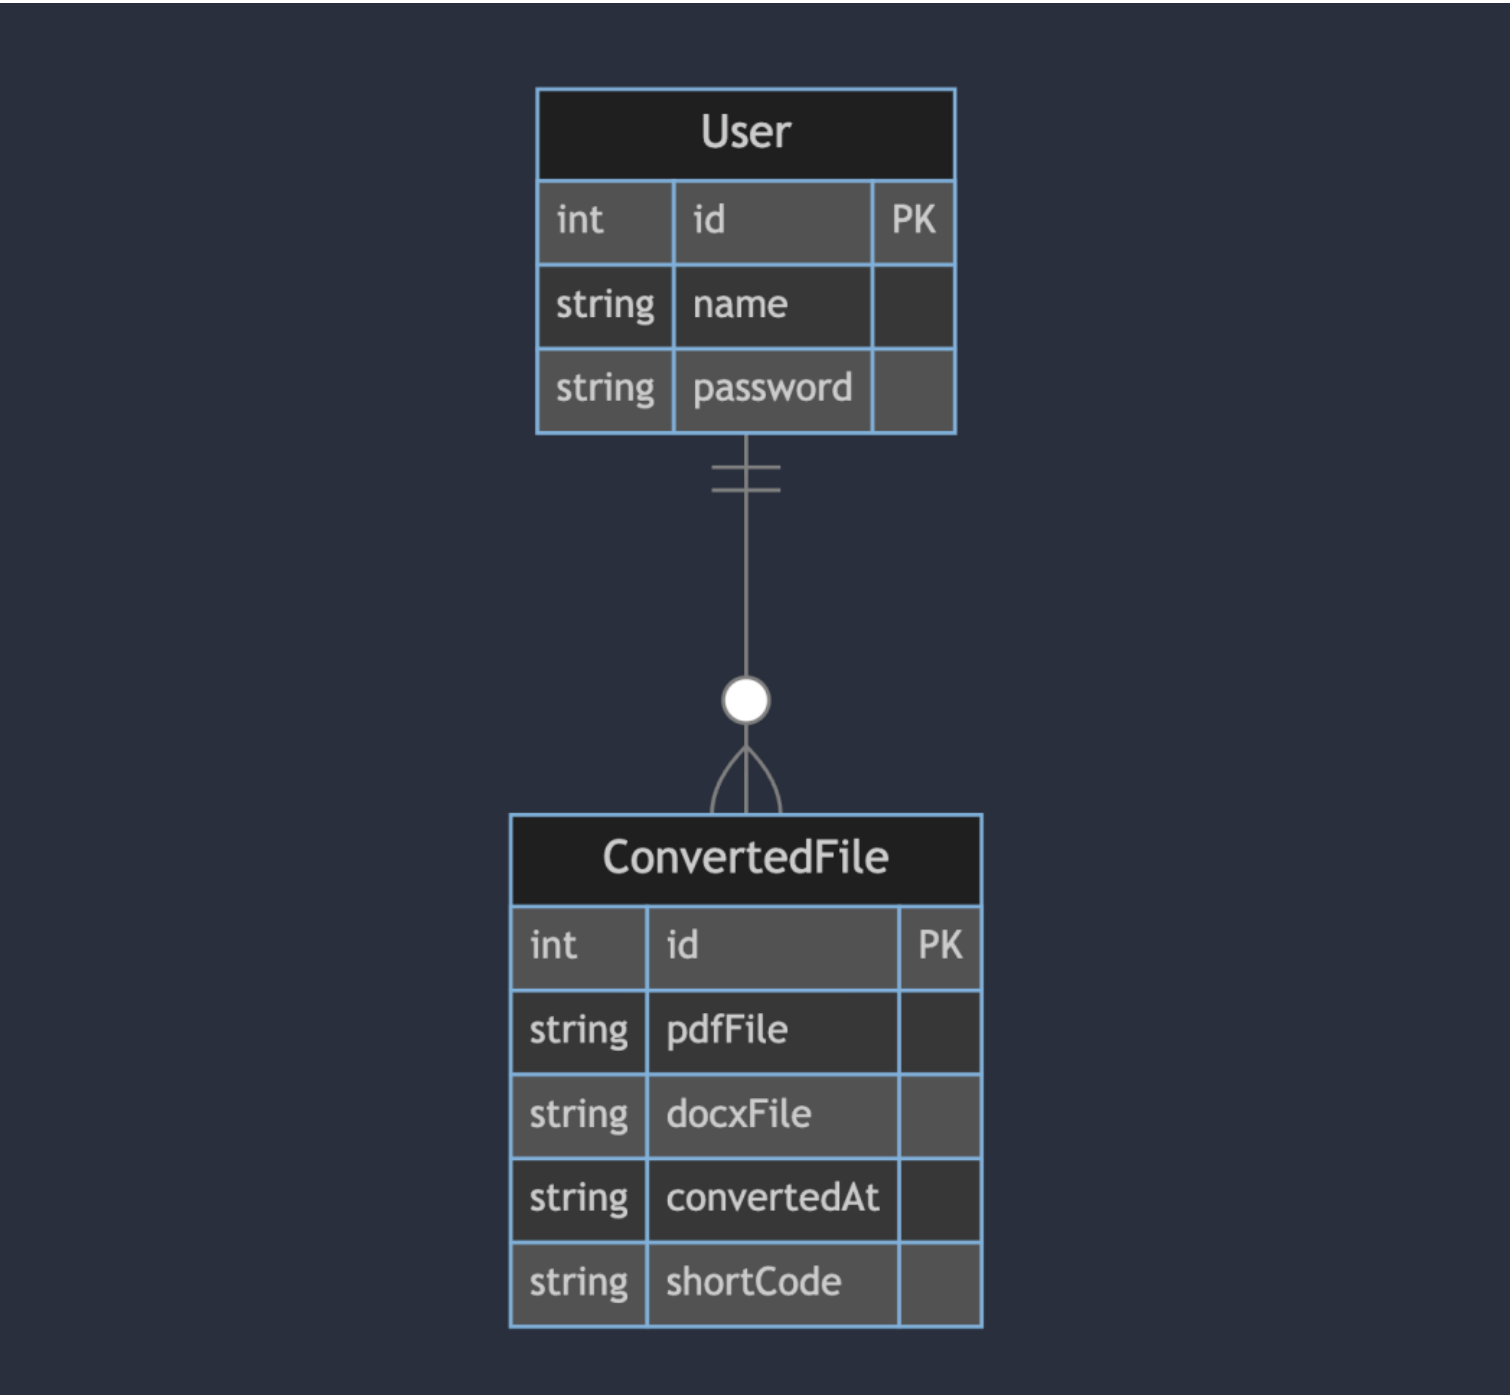 User
int id PK
string name
string password
ConvertedFile
int id PK
string pdfFile
string docxFile
string convertedAt
string shortCode